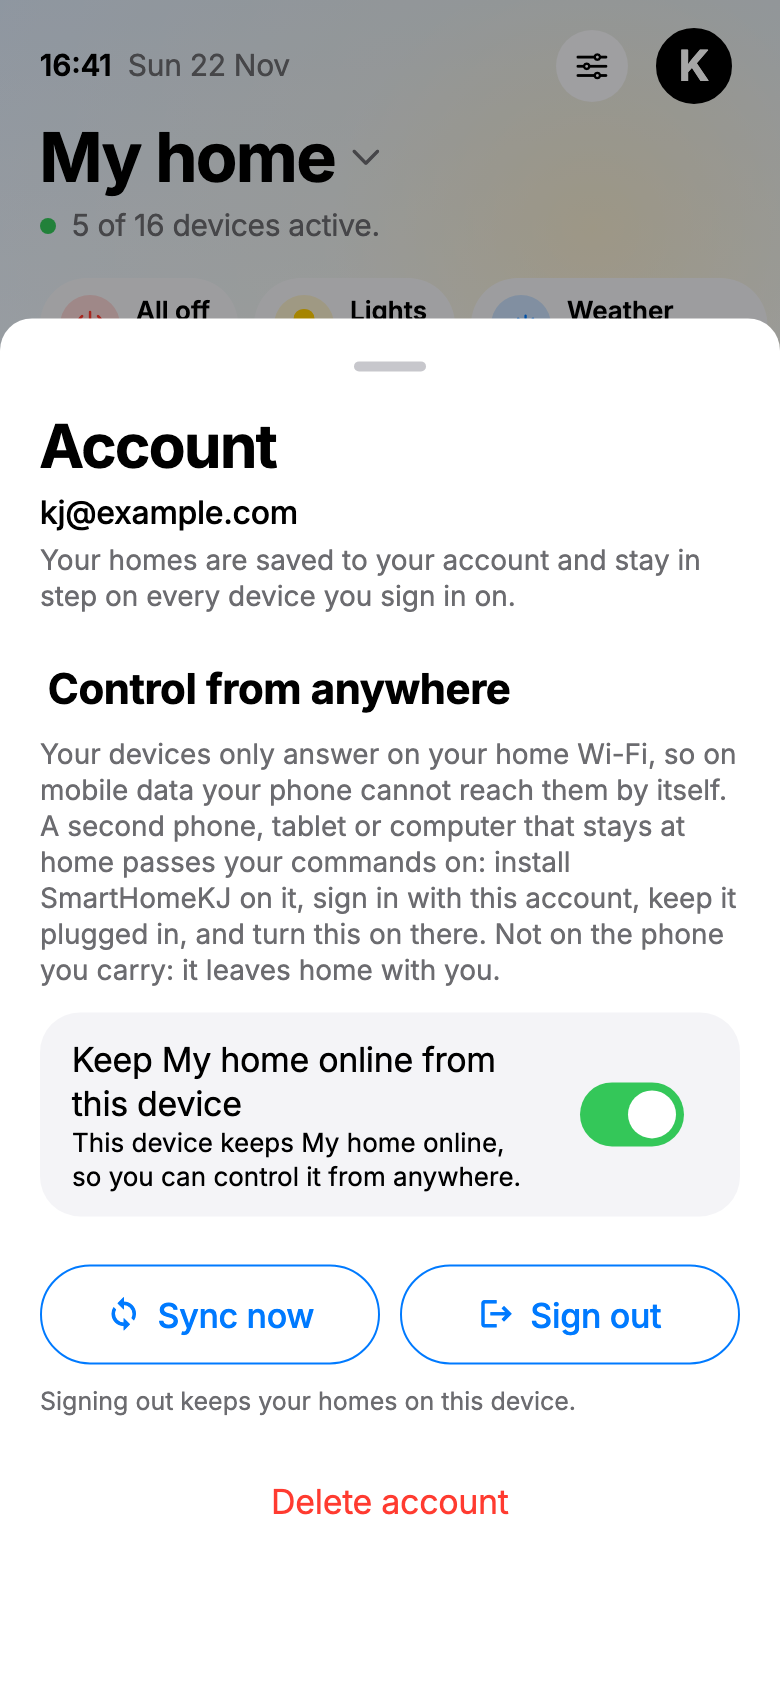 16:41 Sun 22 Nov
K
My home
5 of 16 devices active.
All off Lights Weather
Account
kj@example.com
Your homes are saved to your account and stay in
step on every device you sign in on.
Control from anywhere
Your devices only answer on your home Wi-Fi, so on
mobile data your phone cannot reach them by itself.
A second phone, tablet or computer that stays at
home passes your commands on: install
SmartHomeKJ on it, sign in with this account, keep it
plugged in, and turn this on there. Not on the phone
you carry: it leaves home with you.
Keep My home online from
this device
This device keeps My home online,
so you can control it from anywhere.
Sync now Sign out
Signing out keeps your homes on this device.
Delete account